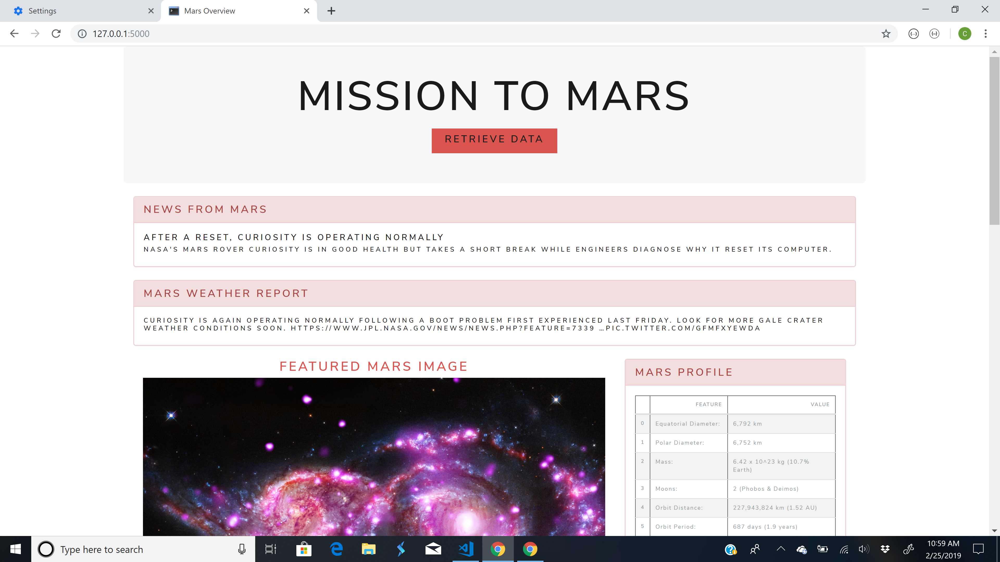 Settings
Mars Overview
127.0.0.1:5000
C
MISSION TO MARS
RETRIEVE DATA
NEWS FROM MARS
AFTER A RESET, CURIOSITY IS OPERATING NORMALLY
NASA'S MARS ROVER CURIOSITY IS IN GOOD HEALTH BUT TAKES A SHORT BREAK WHILE ENGINEERS DIAGNOSE WHY IT RESET ITS COMPUTER.
MARS WEATHER REPORT
CURIOSITY IS AGAIN OPERATING NORMALLY FOLLOWING A BOOT PROBLEM FIRST EXPERIENCED LAST FRIDAY. LOOK FOR MORE GALE CRATER
WEATHER CONDITIONS SOON. HTTPS://WWW.JPL.NASA.GOV/NEWS/NEWS.PHP?FEATURE=7339 …PIC.TWITTER.COM/GFMFXYEWDA
FEATURED MARS IMAGE
MARS PROFILE
FEATURE VALUE
0 Equatorial Diameter: 6,792 km
1 Polar Diameter: 6,752 km
2 Mass: 6.42 x 10^23 kg (10.7%
Earth)
3 Moons: 2 (Phobos & Deimos)
4 Orbit Distance: 227,943,824 km (1.52 AU)
5 Orbit Period: 687 days (1.9 years)
Type here to search
10:59 AM
2/25/2019